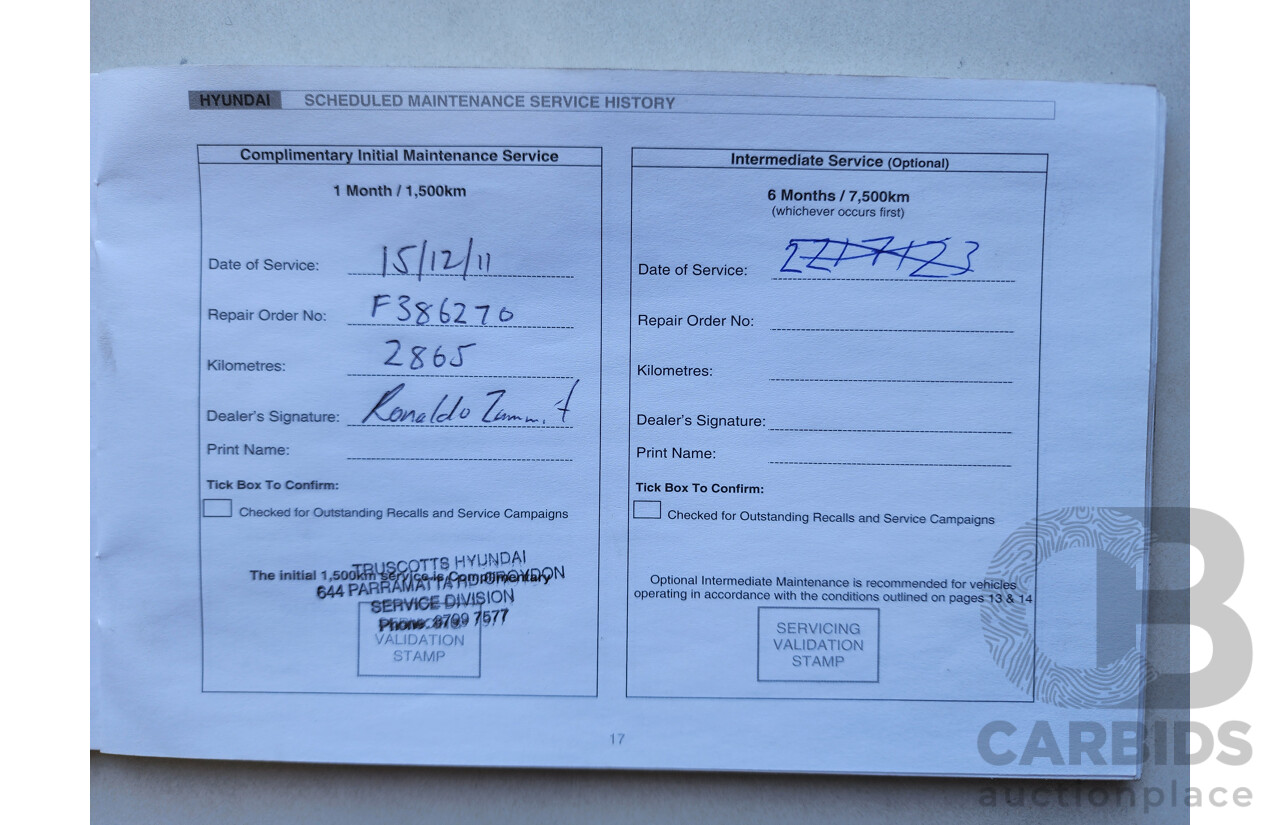 HYUNDAI SCHEDULED MAINTENANCE SERVICE HISTORY
Complimentary Initial Maintenance Service
1 Month / 1,500km
Date of Service: 15/12/11
Repair Order No: F386270
Kilometres: 2865
Dealer's Signature: Ronaldo Zammit
Print Name:
Tick Box To Confirm:
Checked for Outstanding Recalls and Service Campaigns
TRUSCOTTS HYUNDAI
The initial 1,500km service is Complimentary
644 PARRAMATTA RD CROYDON
SERVICE DIVISION
Phone: 8799 7577
VALIDATION
STAMP
Intermediate Service (Optional)
6 Months / 7,500km
(whichever occurs first)
Date of Service: 22/7/23
Repair Order No:
Kilometres:
Dealer's Signature:
Print Name:
Tick Box To Confirm:
Checked for Outstanding Recalls and Service Campaigns
Optional Intermediate Maintenance is recommended for vehicles
operating in accordance with the conditions outlined on pages 13 & 14
SERVICING
VALIDATION
STAMP
17
CARBIDS
auctionplace